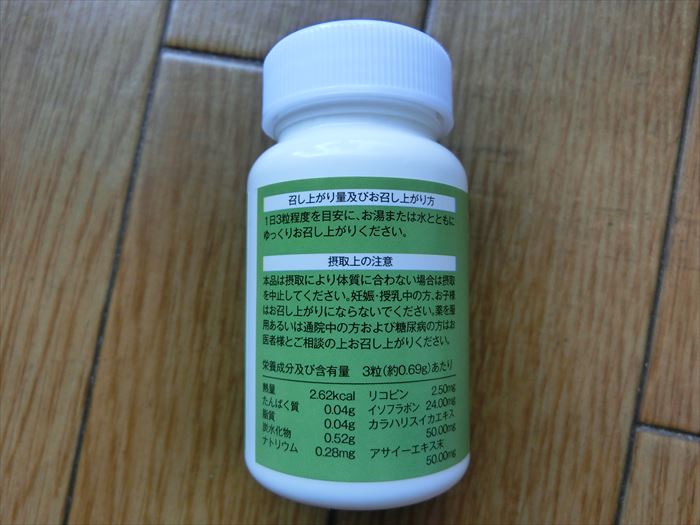 召し上がり量及びお召し上がり方
1日3粒程度を目安に、お湯または水とともに
ゆっくりお召し上がりください。
摂取上の注意
本品は摂取により体質に合わない場合は摂取
を中止してください。妊娠・授乳中の方、お子様
はお召し上がりにならないでください。薬を服
用あるいは通院中の方および糖尿病の方はお
医者様とご相談の上お召し上がりください。
栄養成分及び含有量 3粒(約0.69g)あたり
熱量 2.62kcal
たんぱく質 0.04g
脂質 0.04g
炭水化物 0.52g
ナトリウム 0.28mg
リコピン 2.50mg
イソフラボン 24.00mg
カラハリスイカエキス
50.00mg
アサイーエキス末
50.00mg